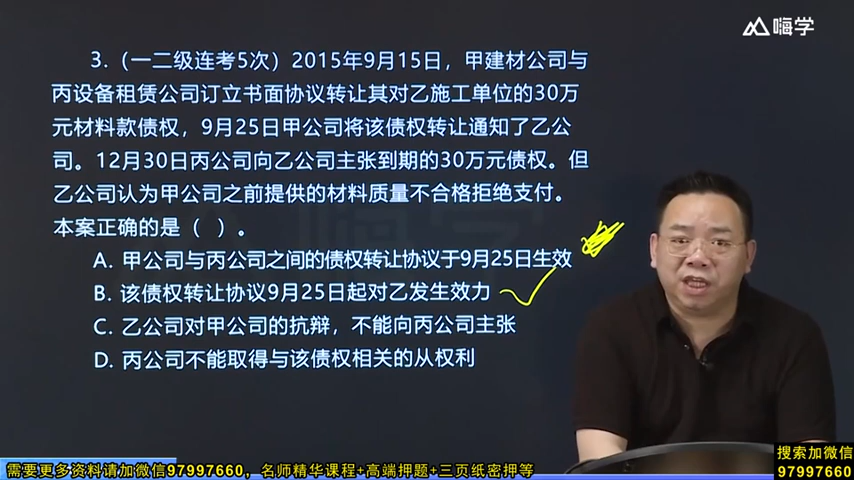 嗨学
3.（一二级连考5次）2015年9月15日，甲建材公司与
丙设备租赁公司订立书面协议转让其对乙施工单位的30万
元材料款债权，9月25日甲公司将该债权转让通知了乙公
司。12月30日丙公司向乙公司主张到期的30万元债权。但
乙公司认为甲公司之前提供的材料质量不合格拒绝支付。
本案正确的是（ ）。
A. 甲公司与丙公司之间的债权转让协议于9月25日生效
B. 该债权转让协议9月25日起对乙发生效力
C. 乙公司对甲公司的抗辩，不能向丙公司主张
D. 丙公司不能取得与该债权相关的从权利
需要更多资料请加微信97997660，名师精华课程+高端押题+三页纸密押等
搜索加微信
97997660